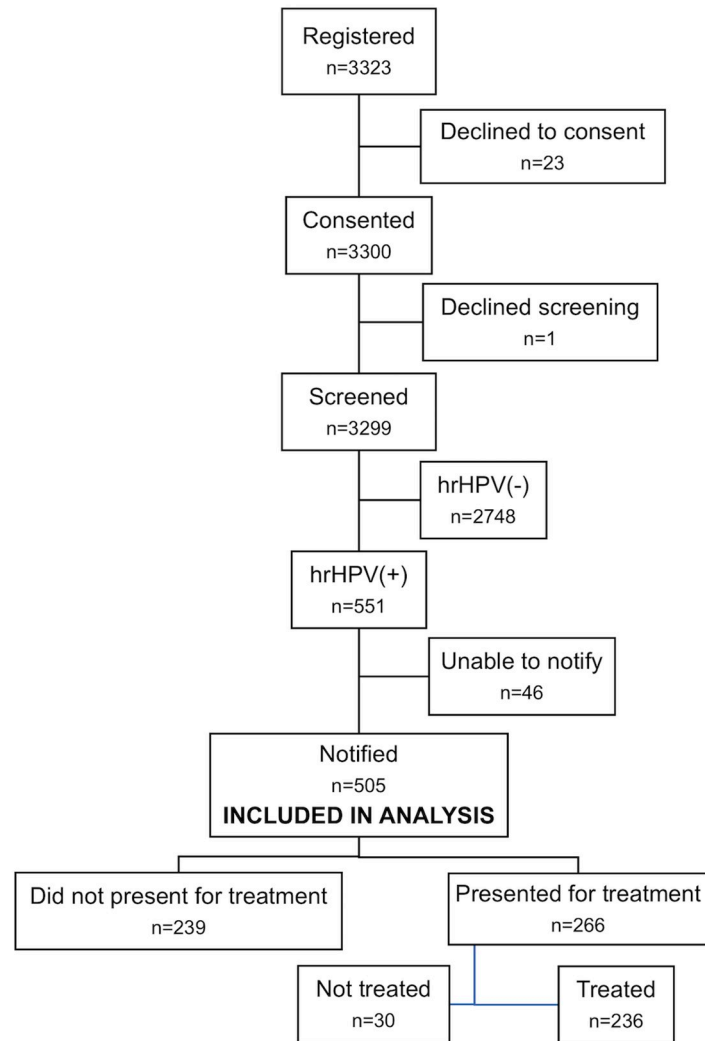 Registered
n=3323
Declined to consent
n=23
Consented
n=3300
Declined screening
n=1
Screened
n=3299
hrHPV(-)
n=2748
hrHPV(+)
n=551
Unable to notify
n=46
Notified
n=505
INCLUDED IN ANALYSIS
Did not present for treatment
n=239
Presented for treatment
n=266
Not treated
n=30
Treated
n=236